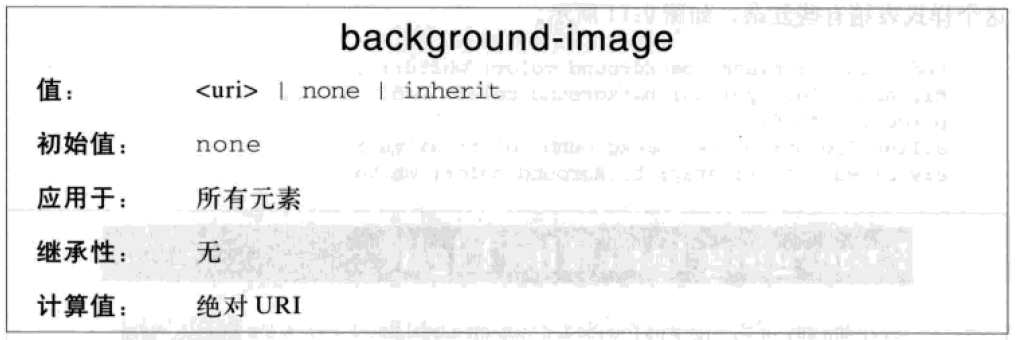 background-image
值： <uri> | none | inherit
初始值： none
应用于： 所有元素
继承性： 无
计算值： 绝对 URI